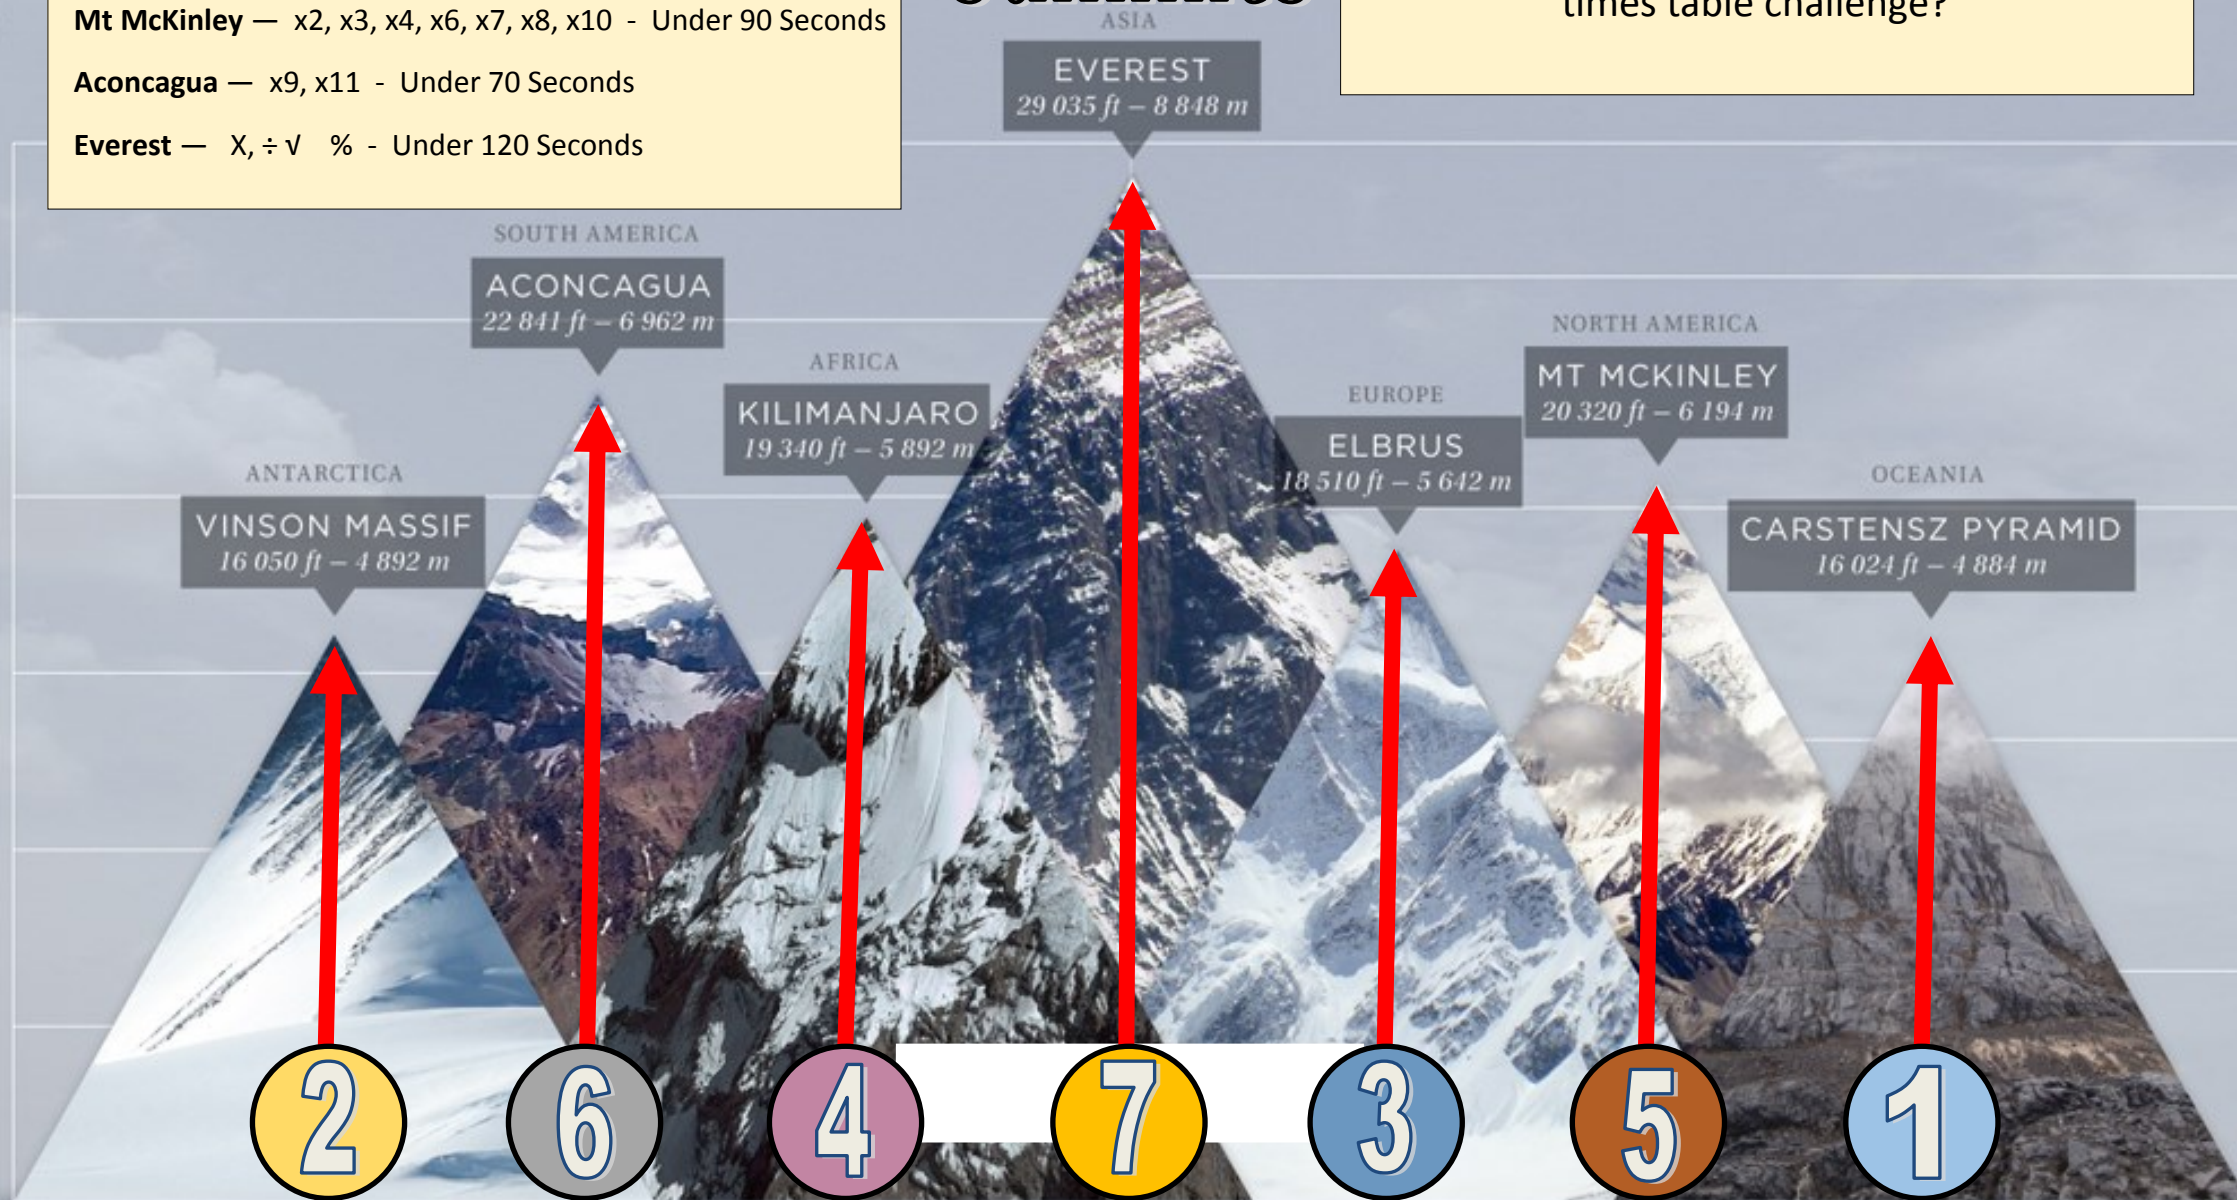 Summits
times table challenge?
Mt McKinley — x2, x3, x4, x6, x7, x8, x10 - Under 90 Seconds
Aconcagua — x9, x11 - Under 70 Seconds
Everest — X, ÷ √ % - Under 120 Seconds
ASIA
EVEREST
29 035 ft – 8 848 m
SOUTH AMERICA
ACONCAGUA
22 841 ft – 6 962 m
AFRICA
KILIMANJARO
19 340 ft – 5 892 m
NORTH AMERICA
MT MCKINLEY
20 320 ft – 6 194 m
EUROPE
ELBRUS
18 510 ft – 5 642 m
ANTARCTICA
VINSON MASSIF
16 050 ft – 4 892 m
OCEANIA
CARSTENSZ PYRAMID
16 024 ft – 4 884 m
2 6 4 7 3 5 1